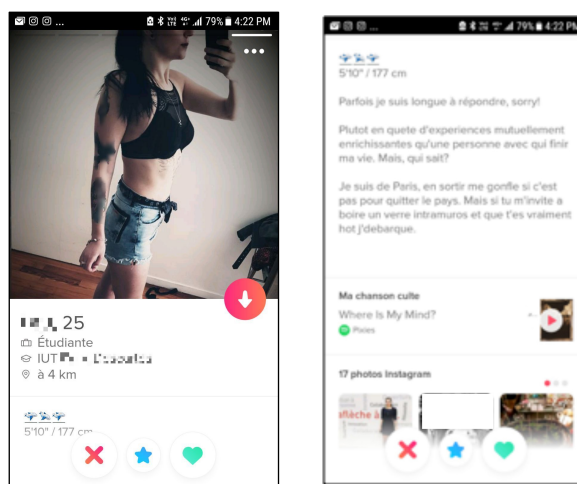 ... Vo) LTE 4G+ 79% 4:22 PM
25
Étudiante
IUT
à 4 km
5'10" / 177 cm
... 79% 4:22 PM
5'10" / 177 cm
Parfois je suis longue à répondre, sorry!
Plutot en quete d'experiences mutuellement
enrichissantes qu'une personne avec qui finir
ma vie. Mais, qui sait?
Je suis de Paris, en sortir me gonfle si c'est
pas pour quitter le pays. Mais si tu m'invite a
boire un verre intramuros et que t'es vraiment
hot j'debarque.
Ma chanson culte
Where Is My Mind?
Pixies
17 photos Instagram
flèche à